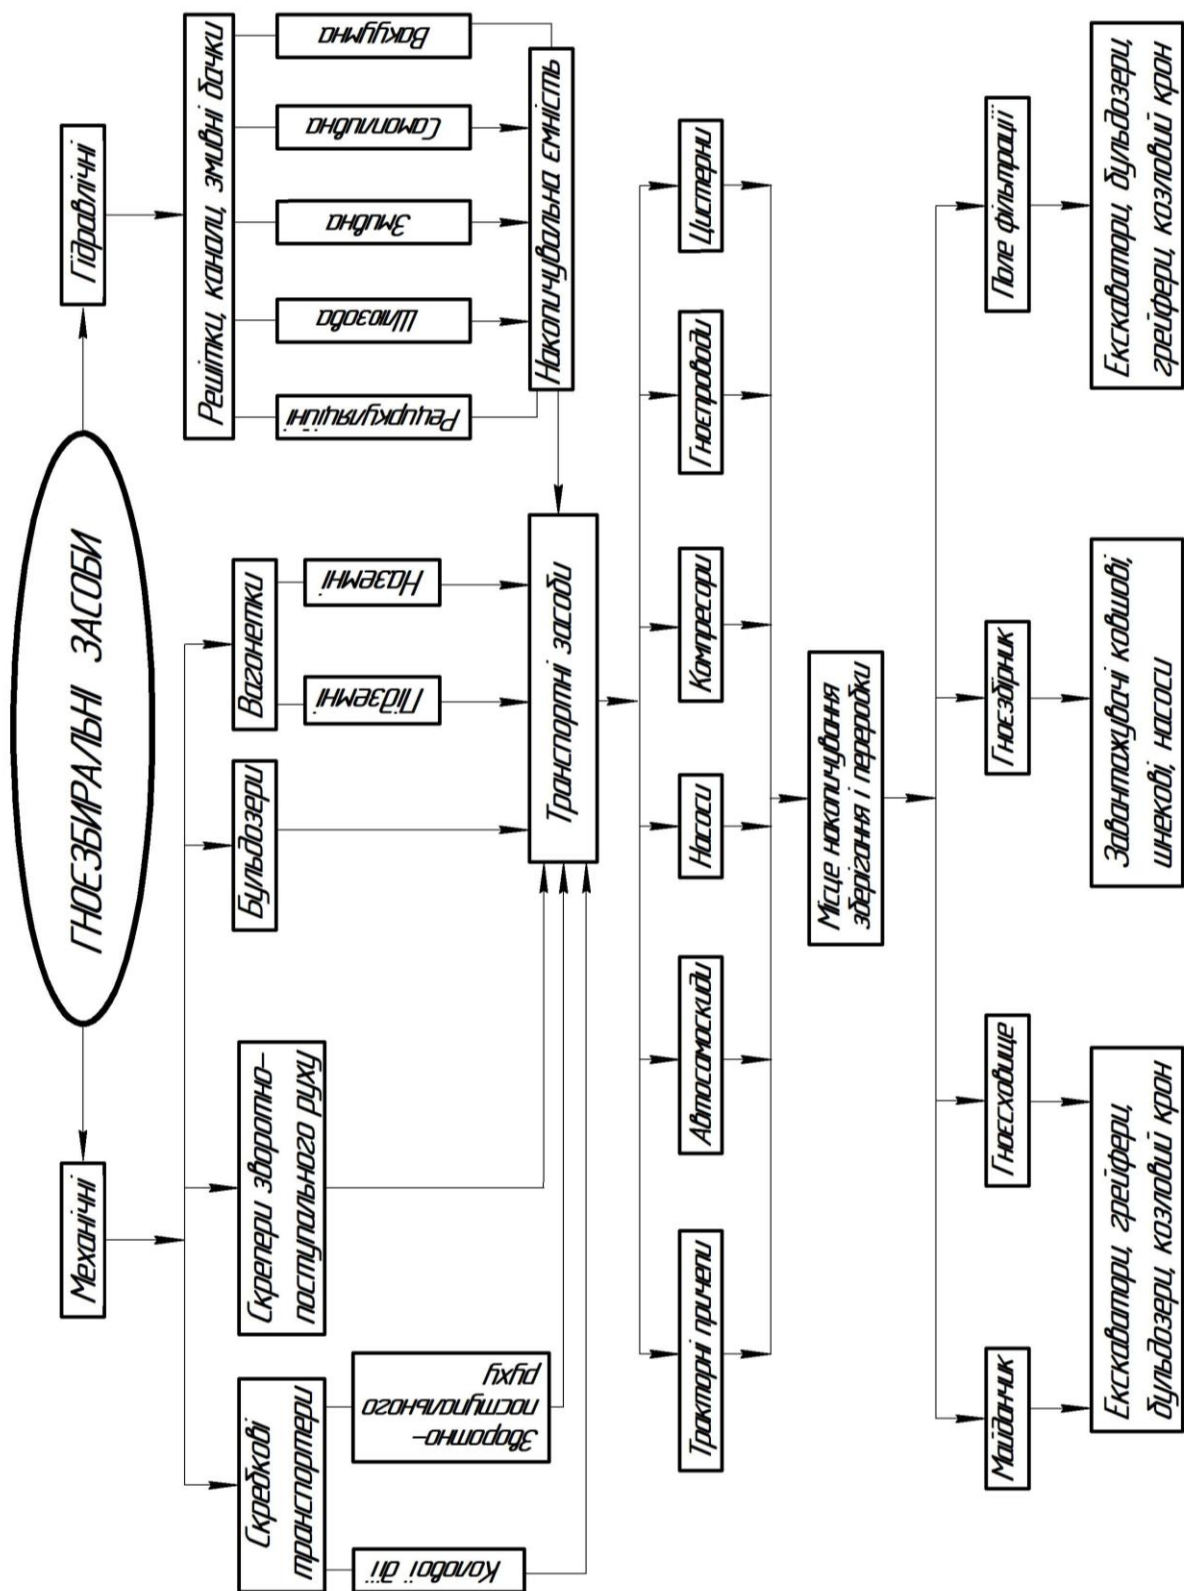 ГНОЄЗБИРАЛЬНІ ЗАСОБИ
Механічні
Гідравлічні
Скребкові
транспортери
Скрепери зворотно–
поступального руху
Бульдозери
Вагонетки
Решітки, канали, змивні бачки
Колової дії
Зворотно–
поступального
руху
Підземні
Наземні
Рециркуляційні
Шлюзова
Змивна
Самопливна
Вакумна
Транспортні засоби
Накопичувальна ємність
Тракторні причепи
Автосамоскиди
Насоси
Компресори
Гноєпроводи
Цистерни
Місце накопичування
зберігання і переробки
Майданчик
Гноєсховище
Гноєзбірник
Поле фільтрації
Екскаватори, грейфери,
бульдозери, козловий крон
Завантажувачі ковшові,
шнекові, насоси
Екскаватори, бульдозери,
грейфери, козловий крон